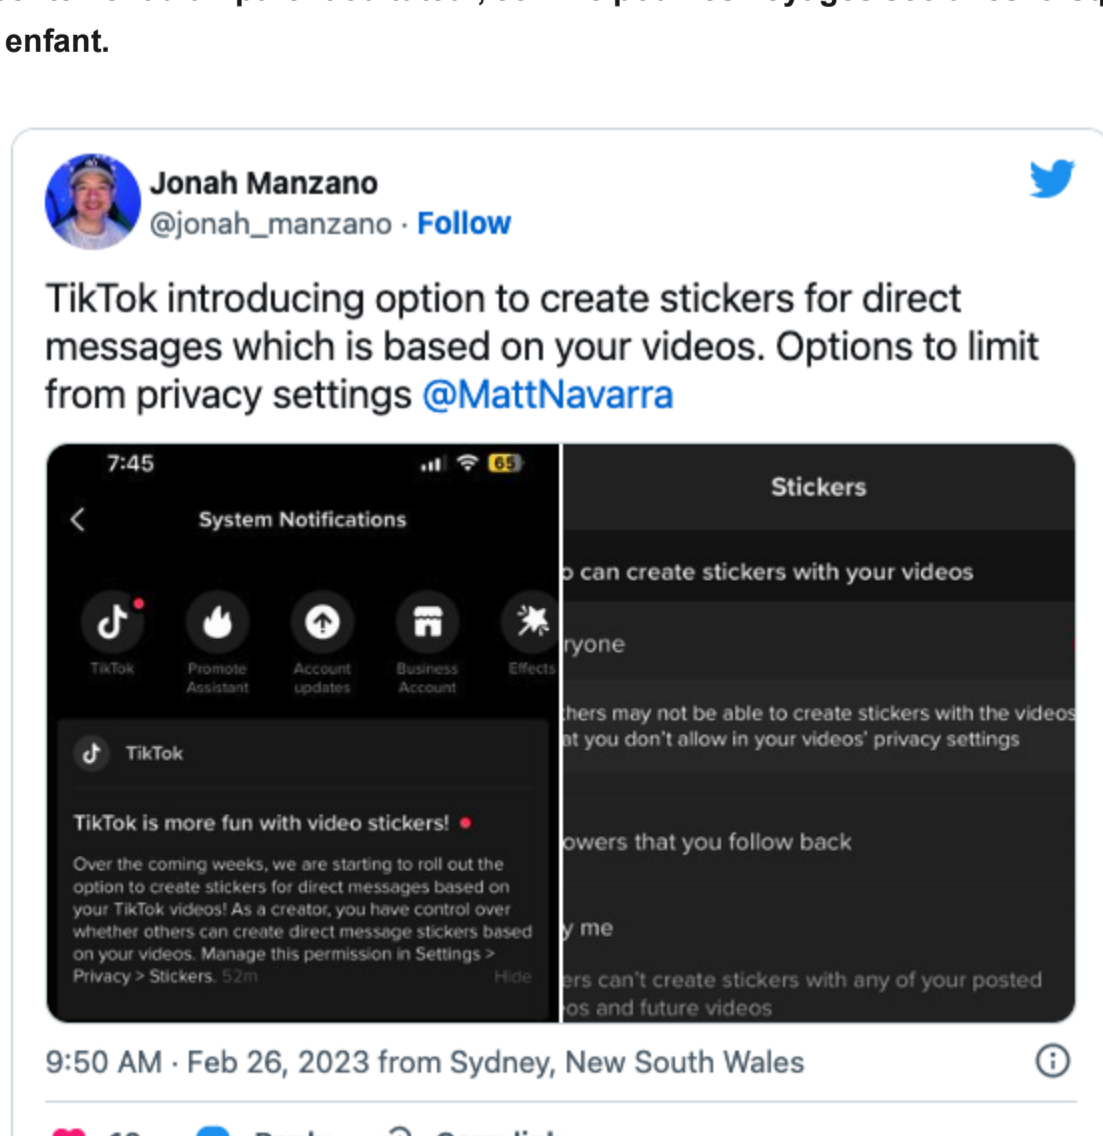 enfant.
Jonah Manzano
@jonah_manzano · Follow
TikTok introducing option to create stickers for direct
messages which is based on your videos. Options to limit
from privacy settings @MattNavarra
7:45
65
System Notifications
TikTok
Promote
Assistant
Account
updates
Business
Account
Effects
TikTok
TikTok is more fun with video stickers!
Over the coming weeks, we are starting to roll out the
option to create stickers for direct messages based on
your TikTok videos! As a creator, you have control over
whether others can create direct message stickers based
on your videos. Manage this permission in Settings >
Privacy > Stickers. 52m
Hide
Stickers
o can create stickers with your videos
ryone
hers may not be able to create stickers with the videos
at you don't allow in your videos' privacy settings
owers that you follow back
y me
ers can't create stickers with any of your posted
os and future videos
9:50 AM · Feb 26, 2023 from Sydney, New South Wales